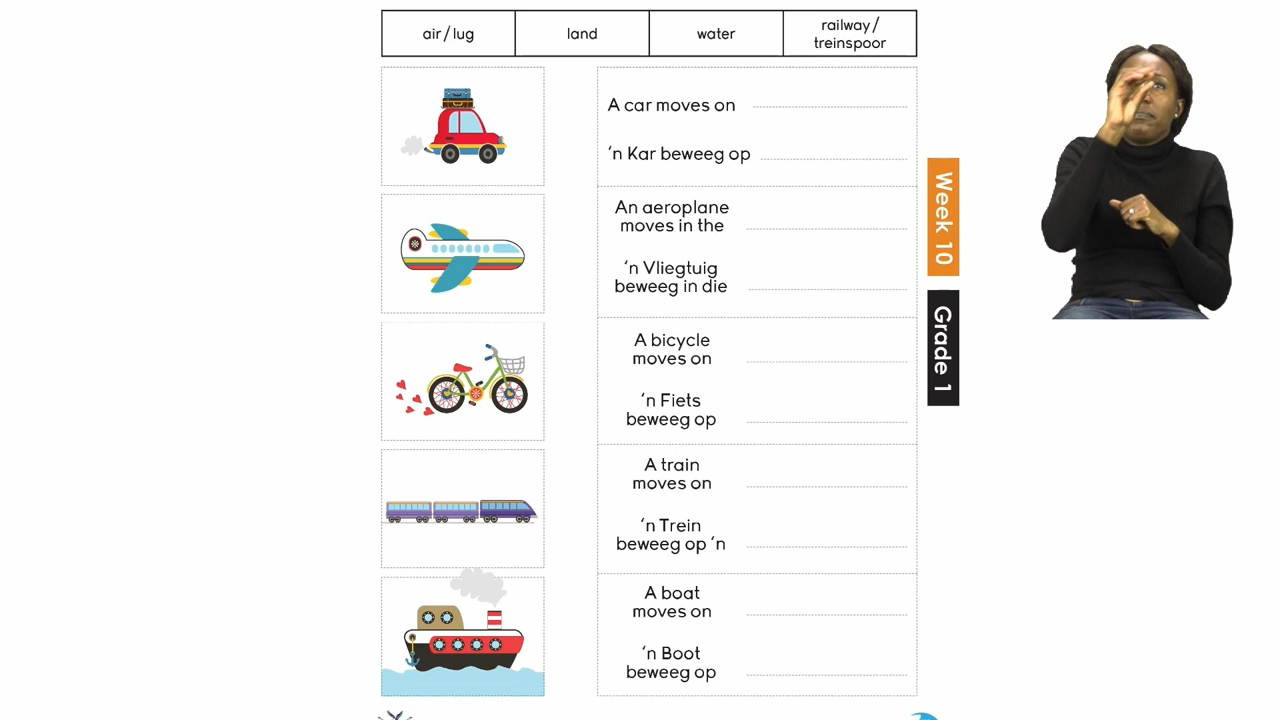 air / lug
land
water
railway /
treinspoor
A car moves on
‘n Kar beweeg op
An aeroplane
moves in the
‘n Vliegtuig
beweeg in die
A bicycle
moves on
‘n Fiets
beweeg op
A train
moves on
‘n Trein
beweeg op ‘n
A boat
moves on
‘n Boot
beweeg op
Week 10
Grade 1